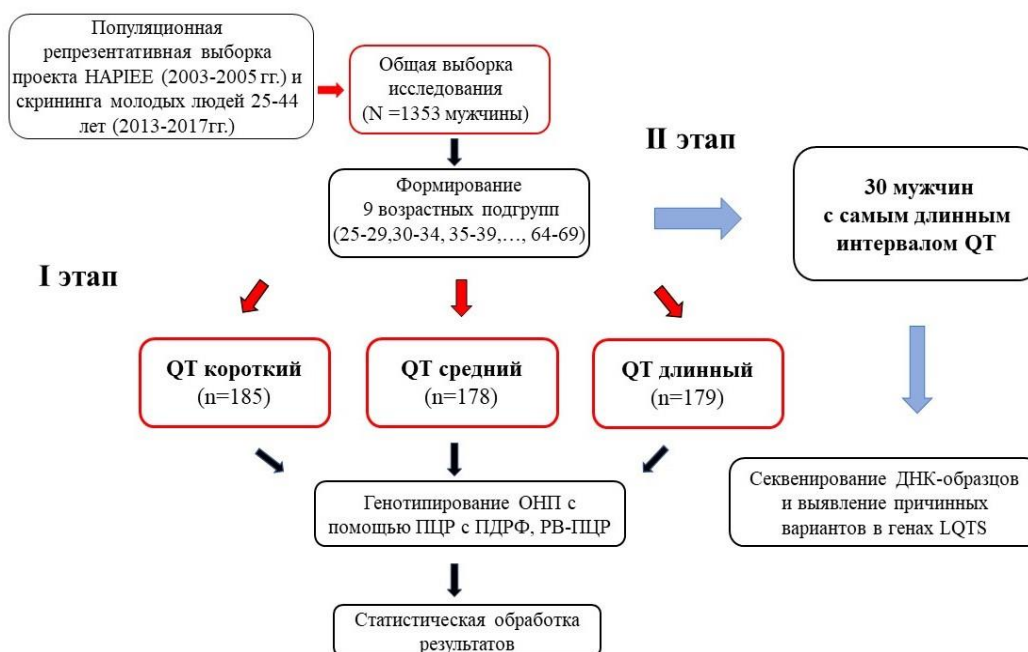 Популяционная
репрезентативная выборка
проекта HAPIEE (2003-2005 гг.) и
скрининга молодых людей 25-44
лет (2013-2017гг.)
Общая выборка
исследования
(N =1353 мужчины)
II этап
Формирование
9 возрастных подгрупп
(25-29,30-34, 35-39,…, 64-69)
30 мужчин
с самым длинным
интервалом QT
I этап
QT короткий
(n=185)
QT средний
(n=178)
QT длинный
(n=179)
Генотипирование ОНП с
помощью ПЦР с ПДРФ, РВ-ПЦР
Секвенирование ДНК-образцов
и выявление причинных
вариантов в генах LQTS
Статистическая обработка
результатов